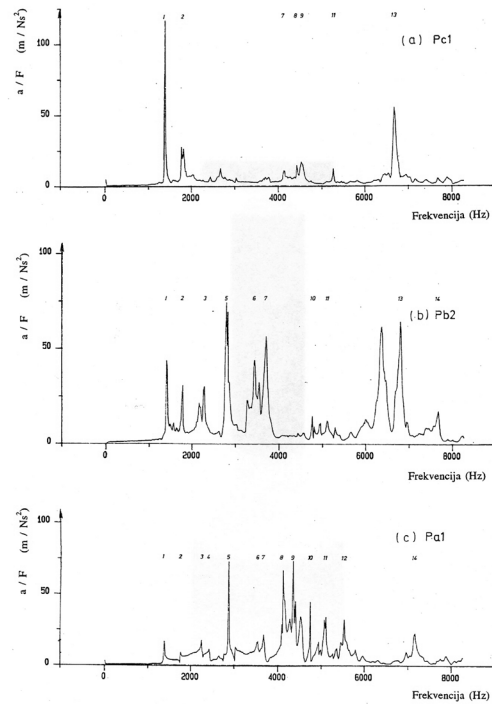 1 2 7 8 9 11 13
(a) Pc1
a / F (m / Ns²)
100
50
0
0 2000 4000 6000 8000
Frekvencija (Hz)
1 2 3 5 6 7 10 11 13 14
(b) Pb2
a / F (m / Ns²)
100
50
0
0 2000 4000 6000 8000
Frekvencija (Hz)
1 2 3 4 5 6 7 8 9 10 11 12 14
(c) Pa1
a / F (m / Ns²)
100
50
0
0 2000 4000 6000 8000
Frekvencija (Hz)